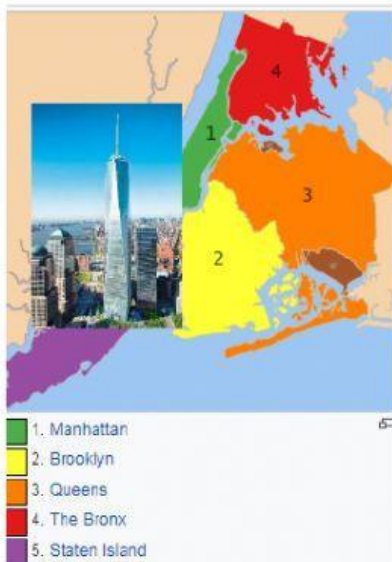 4
1
3
2
1. Manhattan
2. Brooklyn
3. Queens
4. The Bronx
5. Staten Island